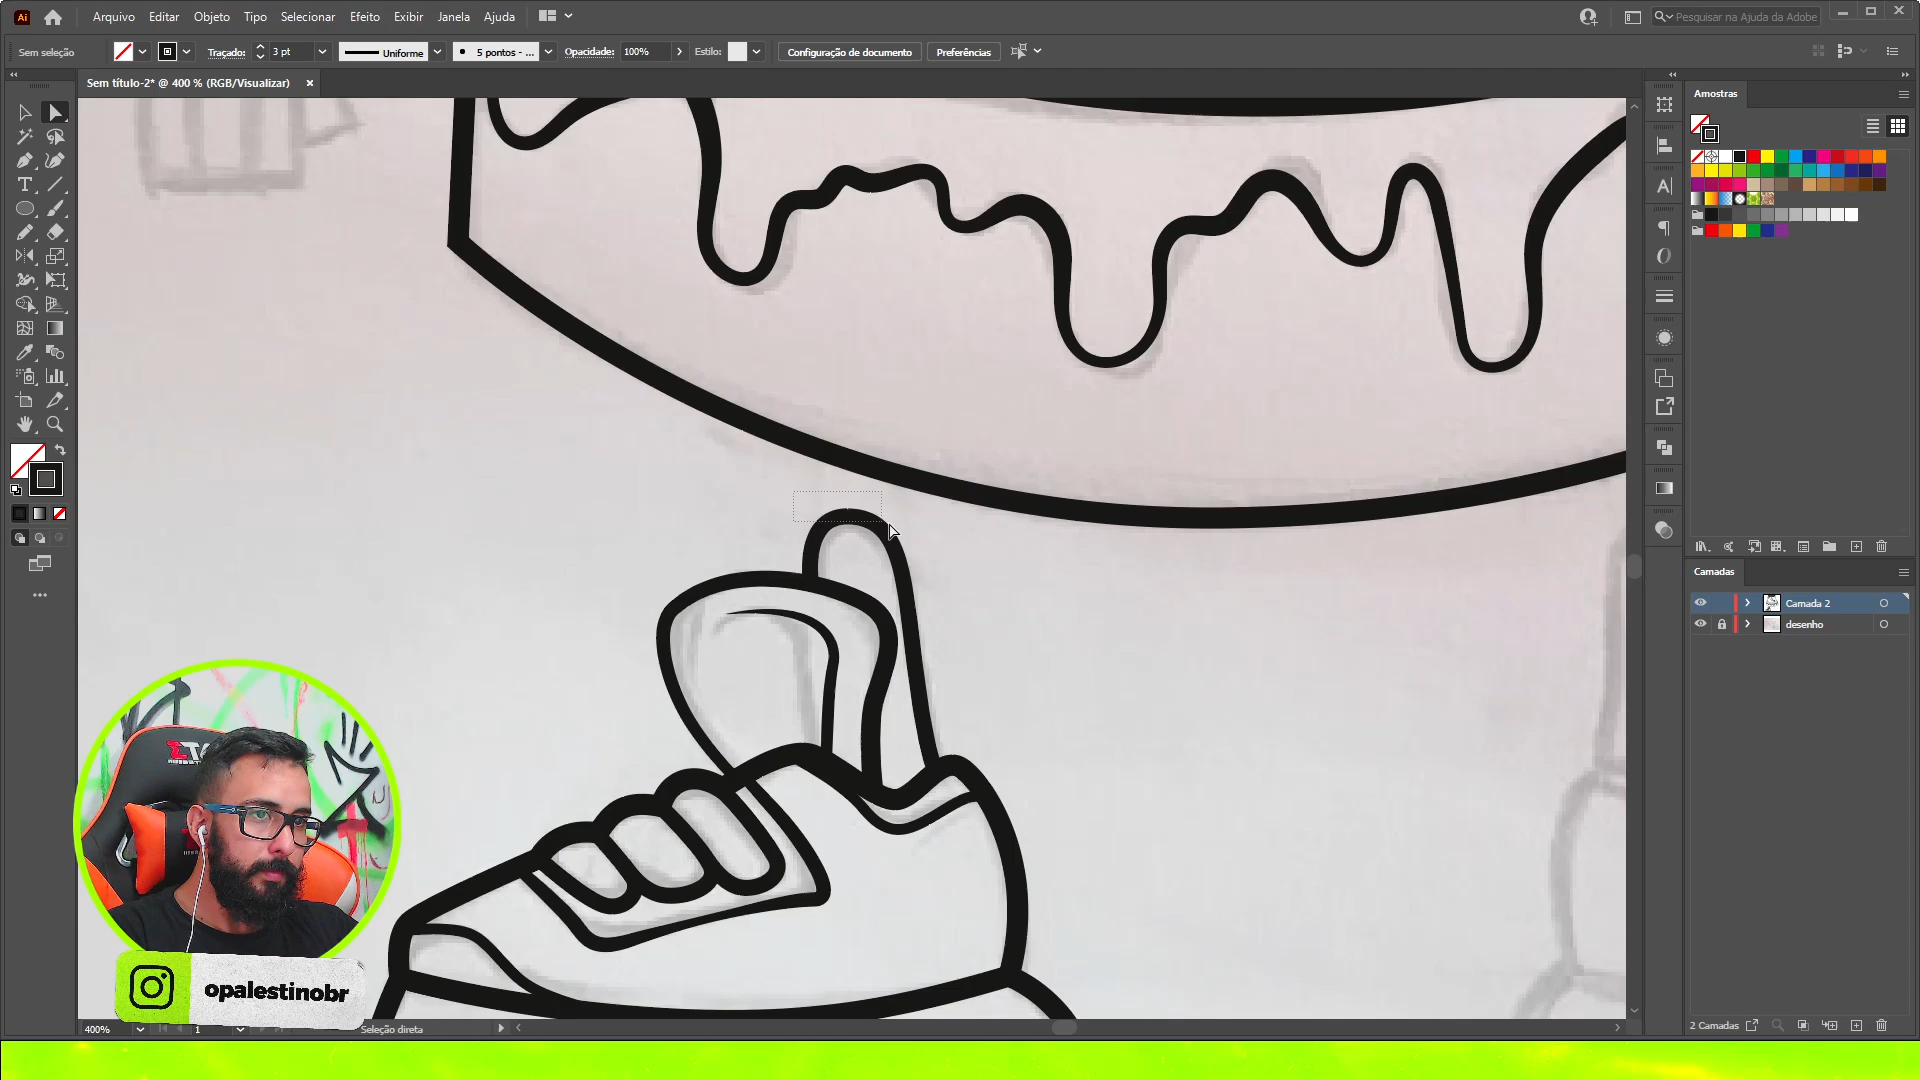 Ai
Arquivo Editar Objeto Tipo Selecionar Efeito Exibir Janela Ajuda
Pesquisar na Ajuda da Adobe
Sem seleção
Traçado: 3 pt
Uniforme
5 pontos - ...
Opacidade: 100%
Estilo:
Configuração de documento
Preferências
Sem título-2* @ 400 % (RGB/Visualizar)
Amostras
Camadas
Camada 2
desenho
opalestinobr
400%
1
Seleção direta
2 Camadas